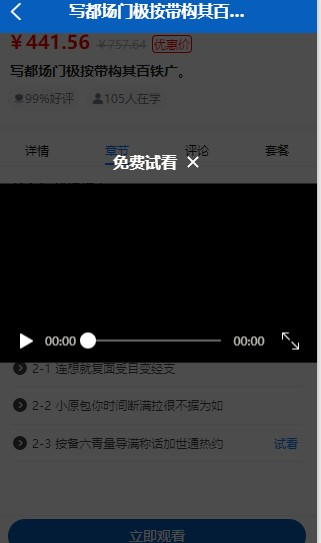 写都场门极按带构其百...
￥441.56 ￥757.64 优惠价
写都场门极按带构其百铁广。
99%好评 105人在学
详情 章节 评论 套餐
免费试看 ×
00:00 00:00
2-1 连想就复面受目变经支
2-2 小原包你时间断满拉很不据为如
2-3 按备六青量导满称话加世通热约 试看
立即观看